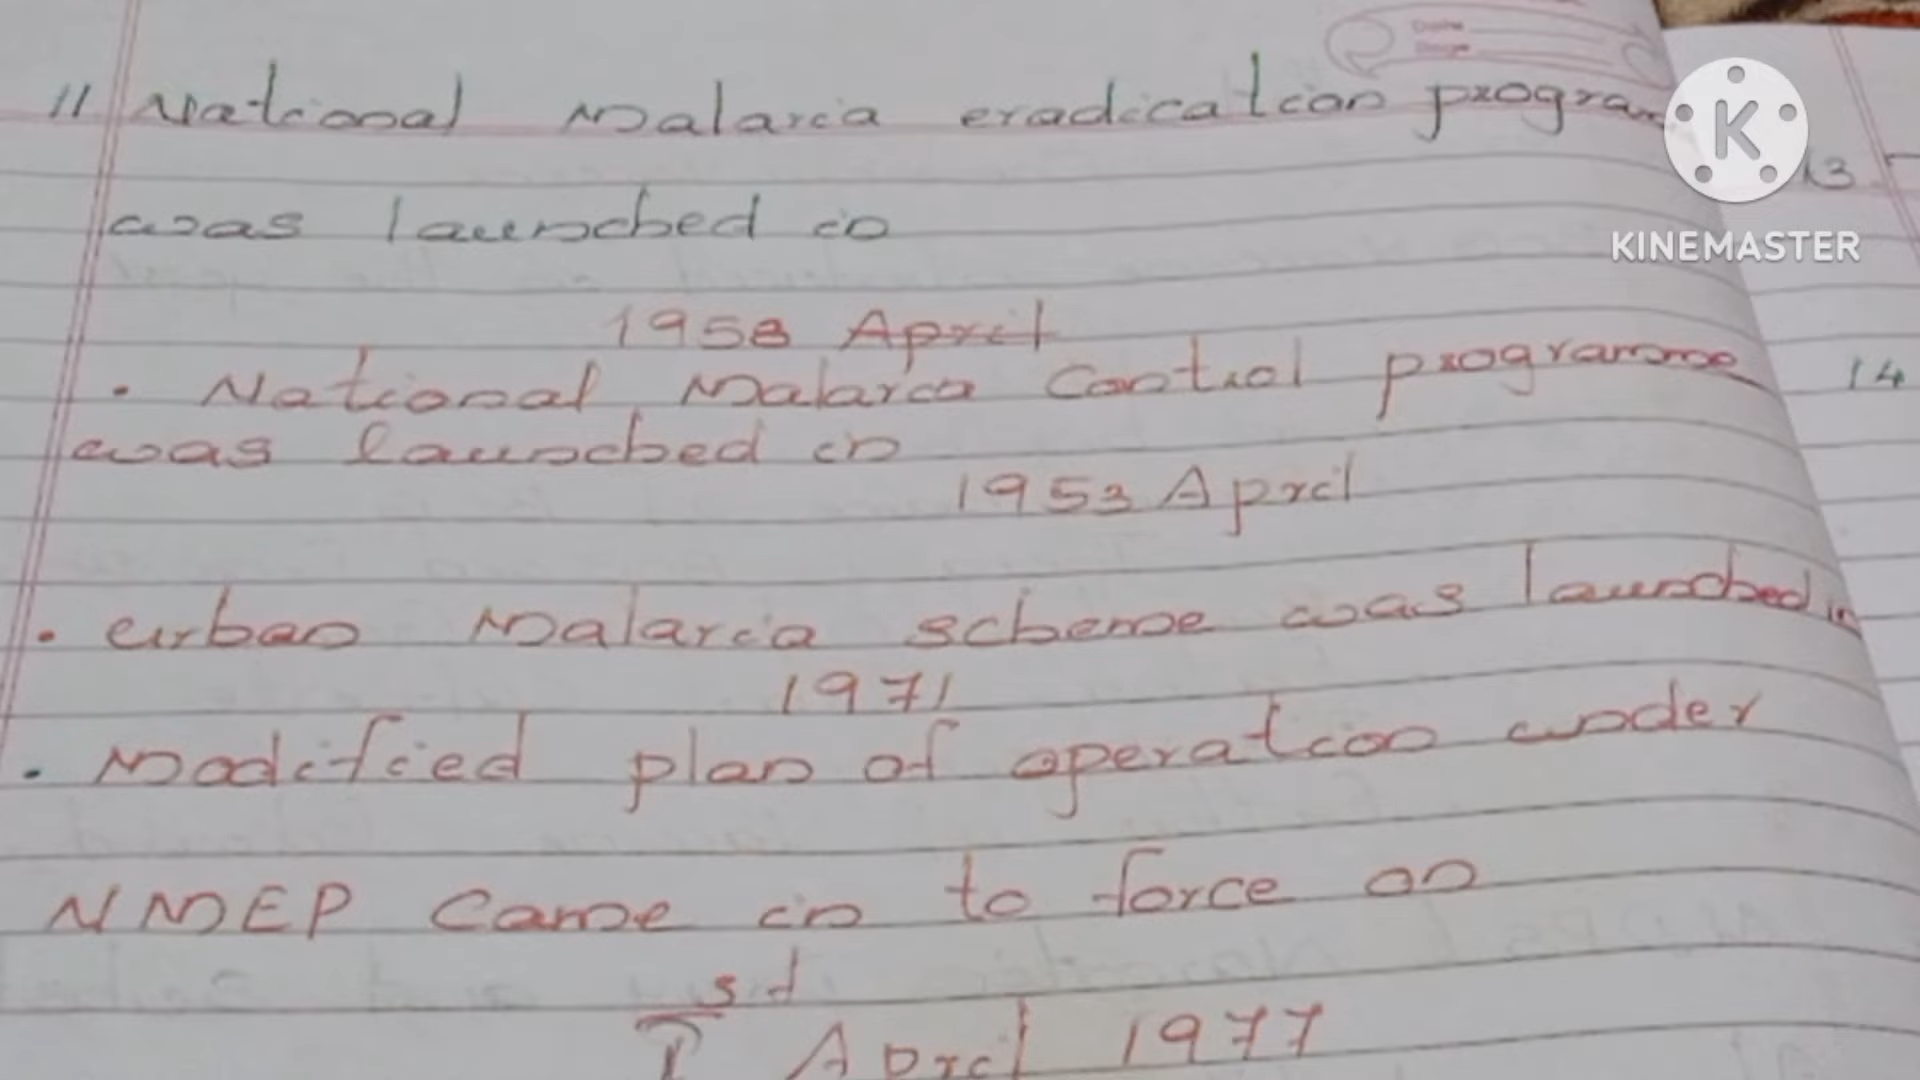 11 National Malaria eradication program
was launched in
1958 April
• National Malaria Control programme
was launched in
1953 April
• urban Malaria scheme was launched in
1971
• Modified plan of operation under
NMEP Came in to force on
1st April 1977
13
14
KINEMASTER